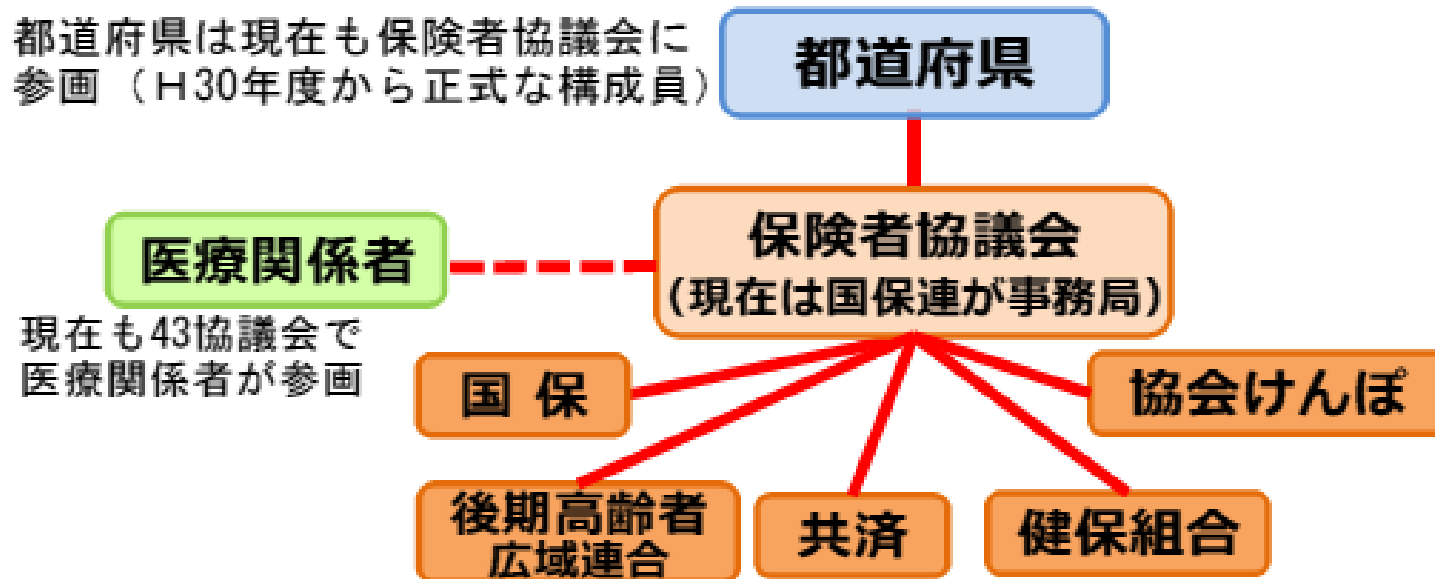 都道府県は現在も保険者協議会に
参画（Ｈ30年度から正式な構成員）
都道府県
保険者協議会
（現在は国保連が事務局）
医療関係者
現在も43協議会で
医療関係者が参画
国 保
協会けんぽ
後期高齢者
広域連合
共済
健保組合